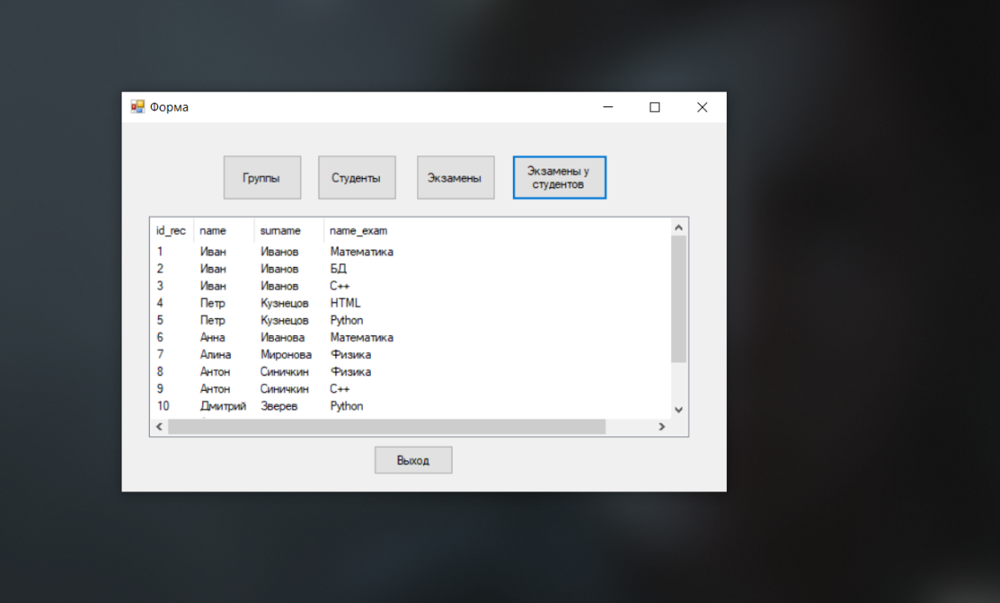 Форма
Группы
Студенты
Экзамены
Экзамены у
студентов
id_rec name surname name_exam
1 Иван Иванов Математика
2 Иван Иванов БД
3 Иван Иванов C++
4 Петр Кузнецов HTML
5 Петр Кузнецов Python
6 Анна Иванова Математика
7 Алина Миронова Физика
8 Антон Синичкин Физика
9 Антон Синичкин C++
10 Дмитрий Зверев Python
Выход